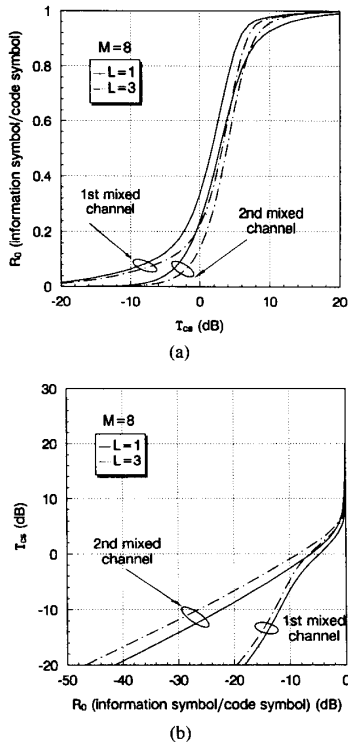 R₀ (information symbol/code symbol)
1
0.8
0.6
0.4
0.2
0
M=8
L=1
L=3
1st mixed
channel
2nd mixed
channel
-20
-10
0
10
20
T_cs (dB)
(a)
T_cs (dB)
30
20
10
0
-10
-20
M=8
L=1
L=3
2nd mixed
channel
1st mixed
channel
-50
-40
-30
-20
-10
0
R₀ (information symbol/code symbol) (dB)
(b)